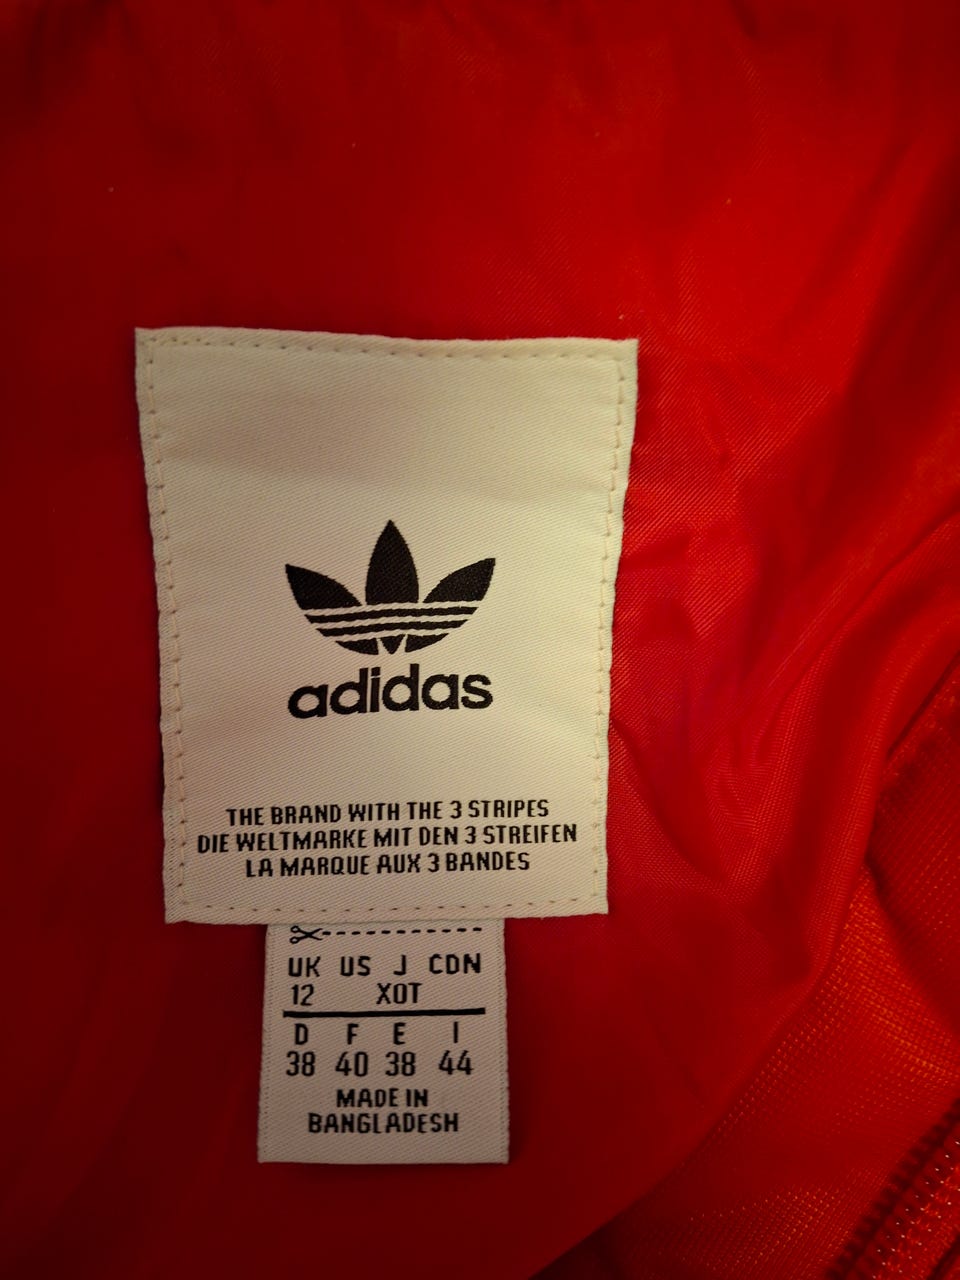 adidas
THE BRAND WITH THE 3 STRIPES
DIE WELTMARKE MIT DEN 3 STREIFEN
LA MARQUE AUX 3 BANDES
UK US J CDN
12 XOT
D F E I
38 40 38 44
MADE IN
BANGLADESH